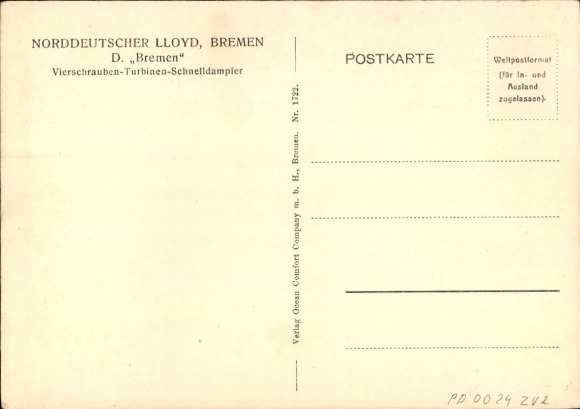 NORDDEUTSCHER LLOYD, BREMEN
D. „Bremen"
Vierschrauben-Turbinen-Schnelldampfer
Verlag Ocean Comfort Company m. b. H., Bremen. Nr. 1722.
POSTKARTE
Weltpostformat
(für In- und
Ausland
zugelassen).
PD 0024 ZV2